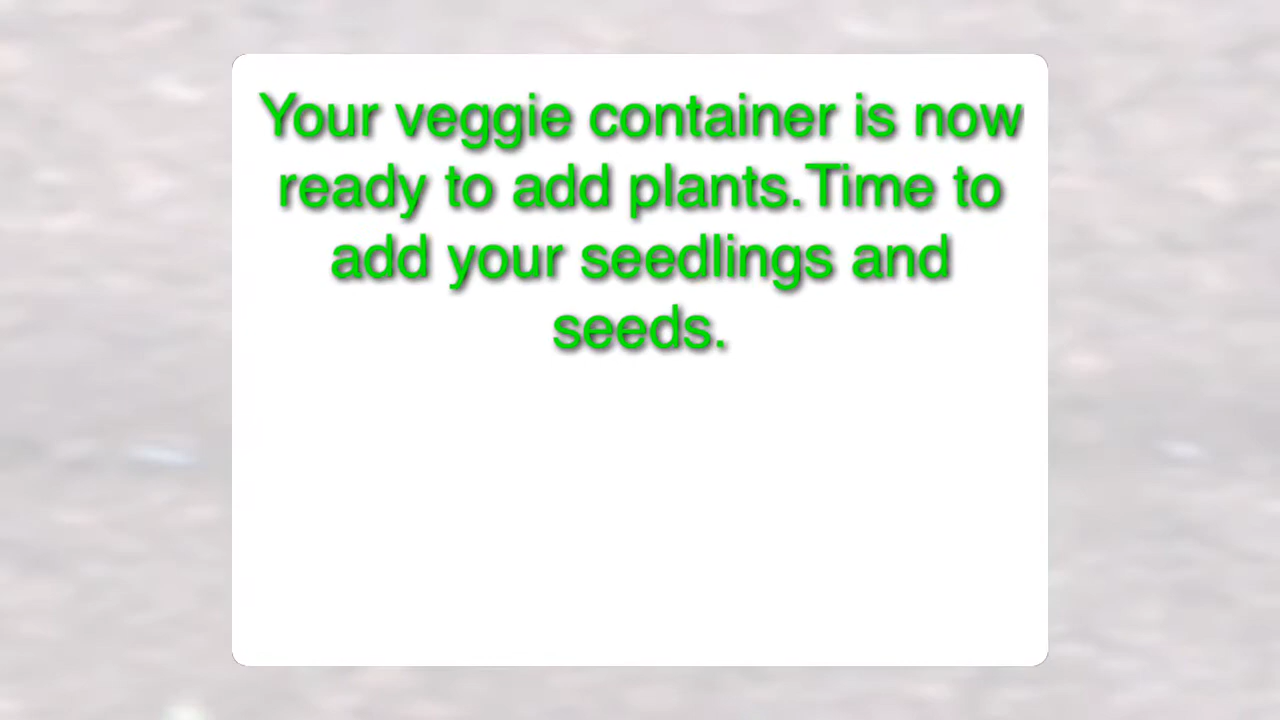 Your veggie container is now
ready to add plants.Time to
add your seedlings and
seeds.